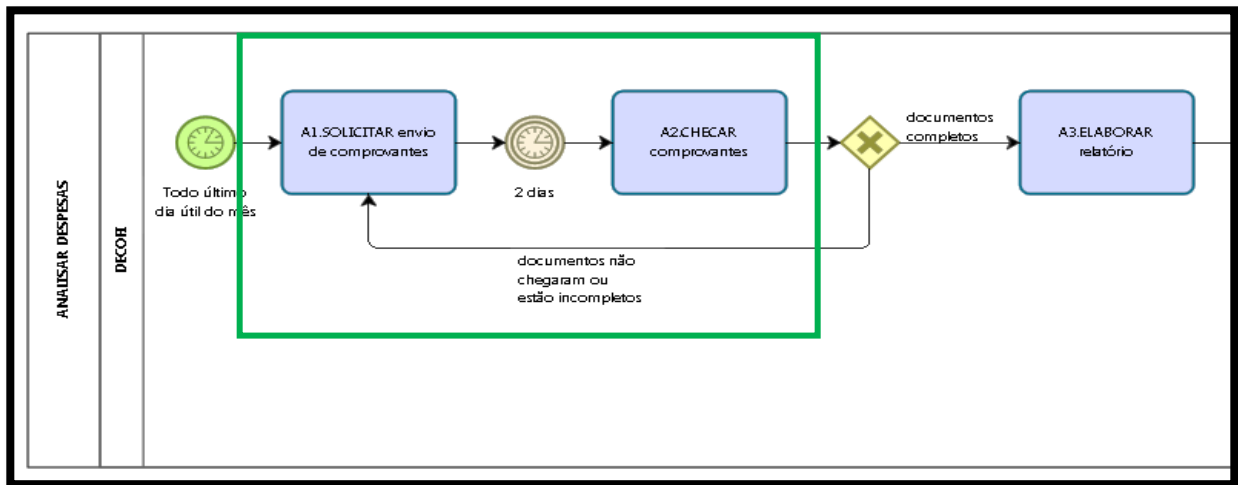 ANALISAR DESPESAS
DECOH
Todo último
dia útil do mês
A1.SOLICITAR envio
de comprovantes
2 dias
A2.CHECAR
comprovantes
documentos
completos
A3.ELABORAR
relatório
documentos não
chegaram ou
estão incompletos